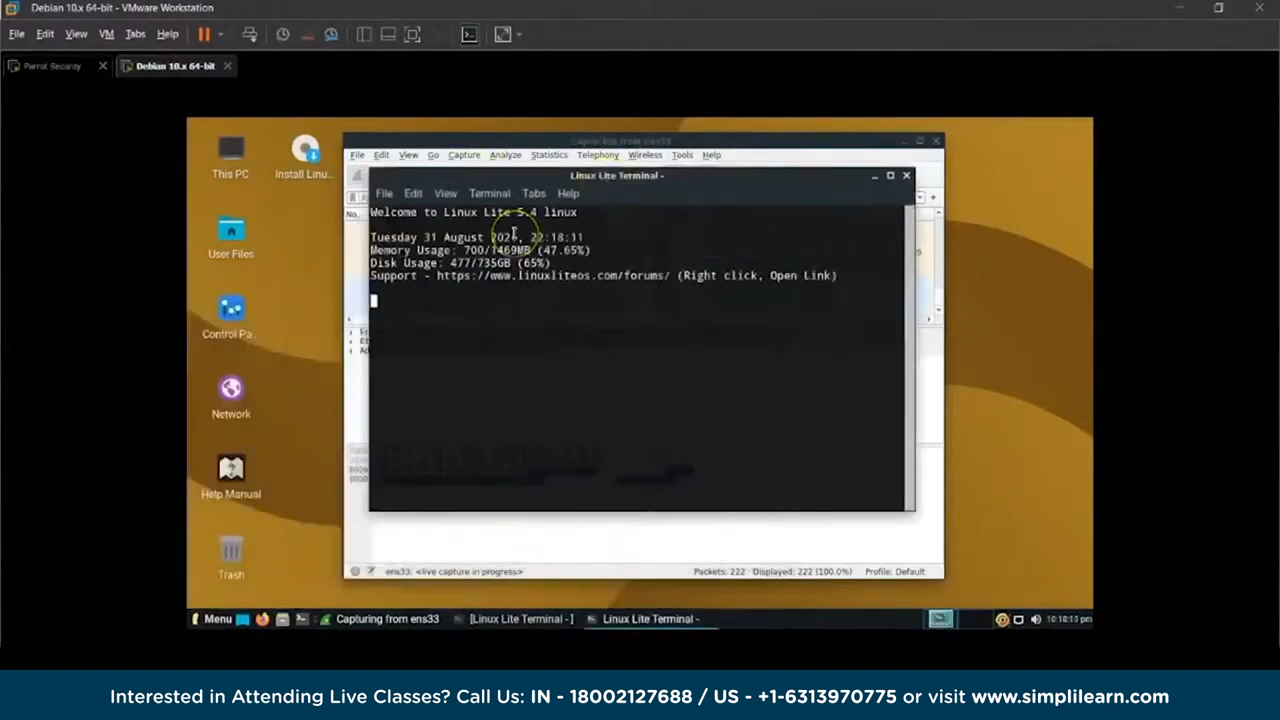 Debian 10.x 64-bit - VMware Workstation
File Edit View VM Tabs Help
Parrot Security
Debian 10.x 64-bit
This PC
Install Linu...
User Files
Control Pa...
Network
Help Manual
Trash
Capturing from ens33
File Edit View Go Capture Analyze Statistics Telephony Wireless Tools Help
No.
Linux Lite Terminal -
File Edit View Terminal Tabs Help
Welcome to Linux Lite 5.4 linux
Tuesday 31 August 2021, 22:18:11
Memory Usage: 700/1469MB (47.65%)
Disk Usage: 477/735GB (65%)
Support - https://www.linuxliteos.com/forums/ (Right click, Open Link)
ens33: <live capture in progress>
Packets: 222 · Displayed: 222 (100.0%)
Profile: Default
Menu
Capturing from ens33
[Linux Lite Terminal -]
Linux Lite Terminal -
Interested in Attending Live Classes? Call Us: IN - 18002127688 / US - +1-6313970775 or visit www.simplilearn.com